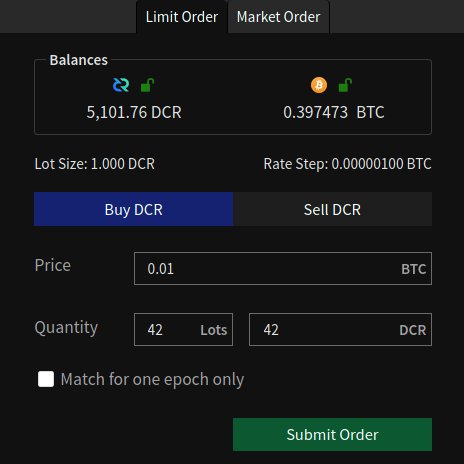 Limit Order Market Order
Balances
5,101.76 DCR 0.397473 BTC
Lot Size: 1.000 DCR Rate Step: 0.00000100 BTC
Buy DCR Sell DCR
Price 0.01 BTC
Quantity 42 Lots 42 DCR
Match for one epoch only
Submit Order